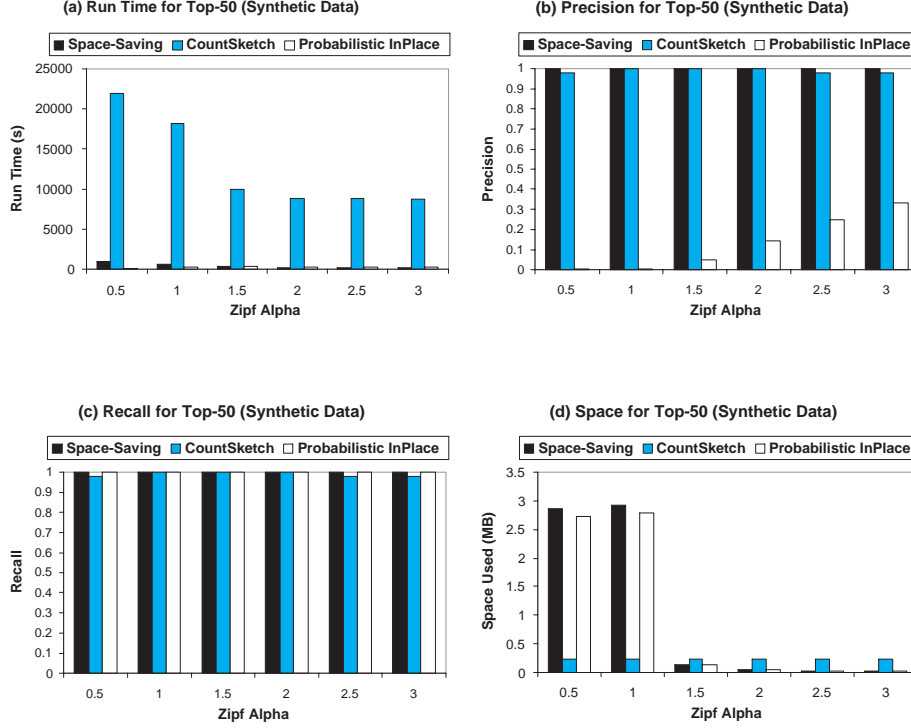 (a) Run Time for Top-50 (Synthetic Data)
Space-Saving CountSketch Probabilistic InPlace
25000
20000
15000
10000
5000
0
Run Time (s)
0.5 1 1.5 2 2.5 3
Zipf Alpha
(b) Precision for Top-50 (Synthetic Data)
Space-Saving CountSketch Probabilistic InPlace
1
0.9
0.8
0.7
0.6
0.5
0.4
0.3
0.2
0.1
0
Precision
0.5 1 1.5 2 2.5 3
Zipf Alpha
(c) Recall for Top-50 (Synthetic Data)
Space-Saving CountSketch Probabilistic InPlace
1
0.9
0.8
0.7
0.6
0.5
0.4
0.3
0.2
0.1
0
Recall
0.5 1 1.5 2 2.5 3
Zipf Alpha
(d) Space for Top-50 (Synthetic Data)
Space-Saving CountSketch Probabilistic InPlace
3.5
3
2.5
2
1.5
1
0.5
0
Space Used (MB)
0.5 1 1.5 2 2.5 3
Zipf Alpha